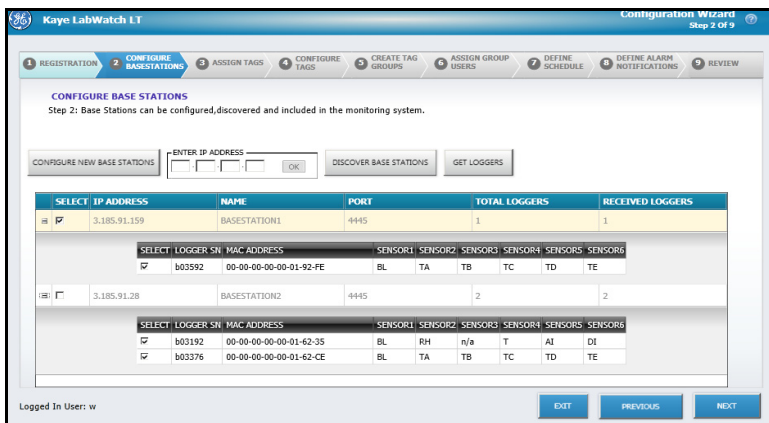 Kaye LabWatch LT
Configuration Wizard
Step 2 Of 9
1 REGISTRATION 2 CONFIGURE BASESTATIONS 3 ASSIGN TAGS 4 CONFIGURE TAGS 5 CREATE TAG GROUPS 6 ASSIGN GROUP USERS 7 DEFINE SCHEDULE 8 DEFINE ALARM NOTIFICATIONS 9 REVIEW
CONFIGURE BASE STATIONS
Step 2: Base Stations can be configured,discovered and included in the monitoring system.
ENTER IP ADDRESS
CONFIGURE NEW BASE STATIONS OK DISCOVER BASE STATIONS GET LOGGERS
SELECT IP ADDRESS NAME PORT TOTAL LOGGERS RECEIVED LOGGERS
3.185.91.159 BASESTATION1 4445 1 1
SELECT LOGGER SN MAC ADDRESS SENSOR1 SENSOR2 SENSOR3 SENSOR4 SENSOR5 SENSOR6
b03592 00-00-00-00-00-01-92-FE BL TA TB TC TD TE
3.185.91.28 BASESTATION2 4445 2 2
SELECT LOGGER SN MAC ADDRESS SENSOR1 SENSOR2 SENSOR3 SENSOR4 SENSOR5 SENSOR6
b03192 00-00-00-00-00-01-62-35 BL RH n/a T AI DI
b03376 00-00-00-00-00-01-62-CE BL TA TB TC TD TE
Logged In User: w EXIT PREVIOUS NEXT